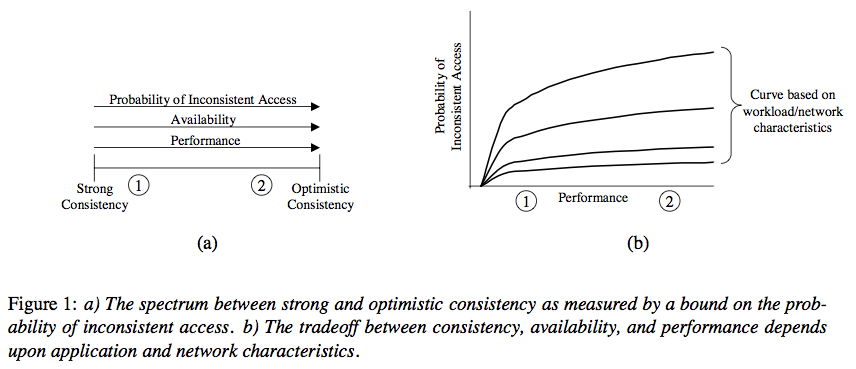 Probability of Inconsistent Access
Availability
Performance
Strong
Consistency
1
2
Optimistic
Consistency
(a)
Probability of
Inconsistent Access
Curve based on
workload/network
characteristics
1
Performance
2
(b)
Figure 1: a) The spectrum between strong and optimistic consistency as measured by a bound on the prob-
ability of inconsistent access. b) The tradeoff between consistency, availability, and performance depends
upon application and network characteristics.